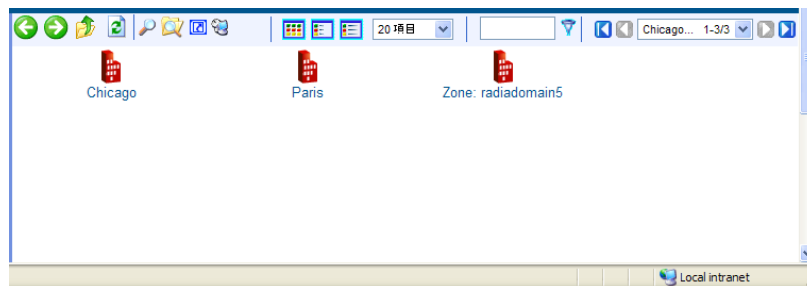 20 項目 Chicago... 1-3/3
Chicago Paris Zone: radiadomain5
Local intranet